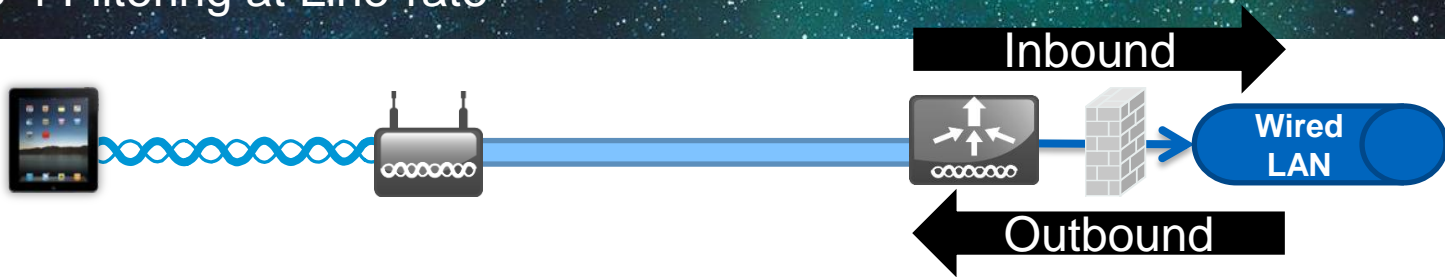 Filtering at Line rate
Inbound
Wired
LAN
Outbound